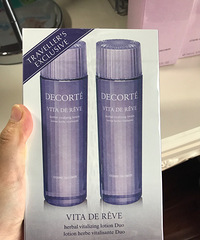 TRAVELLER'S
EXCLUSIVE
DECORTÉ
VITA DE RÊVE
DECORTÉ
VITA DE RÊVE
VITA DE RÊVE
herbal vitalizing lotion Duo
lotion herbe vitalisante Duo